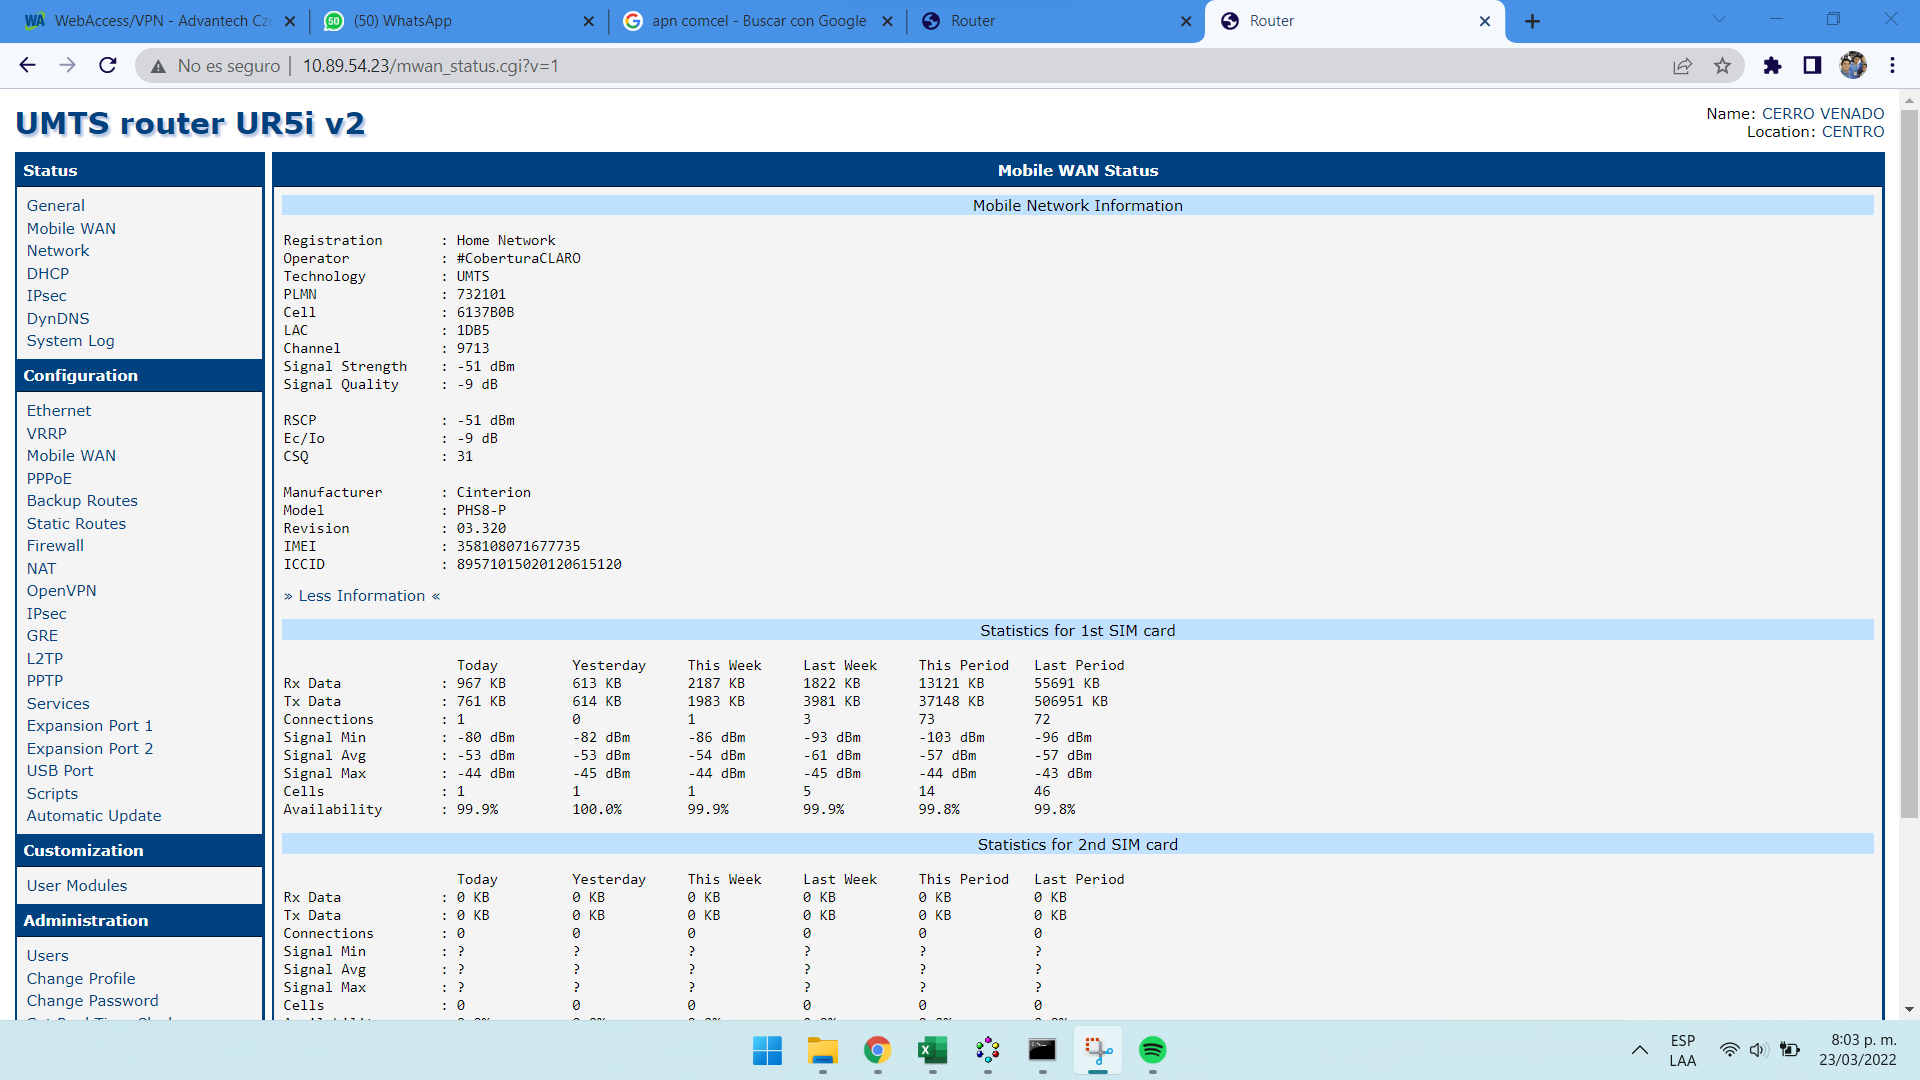 WebAccess/VPN - Advantech Cze
(50) WhatsApp
apn comcel - Buscar con Google
Router
Router
No es seguro | 10.89.54.23/mwan_status.cgi?v=1
UMTS router UR5i v2
Name: CERRO VENADO
Location: CENTRO
Status
General
Mobile WAN
Network
DHCP
IPsec
DynDNS
System Log
Configuration
Ethernet
VRRP
Mobile WAN
PPPoE
Backup Routes
Static Routes
Firewall
NAT
OpenVPN
IPsec
GRE
L2TP
PPTP
Services
Expansion Port 1
Expansion Port 2
USB Port
Scripts
Automatic Update
Customization
User Modules
Administration
Users
Change Profile
Change Password
Mobile WAN Status
Mobile Network Information
Registration : Home Network
Operator : #CoberturaCLARO
Technology : UMTS
PLMN : 732101
Cell : 6137B0B
LAC : 1DB5
Channel : 9713
Signal Strength : -51 dBm
Signal Quality : -9 dB
RSCP : -51 dBm
Ec/Io : -9 dB
CSQ : 31
Manufacturer : Cinterion
Model : PHS8-P
Revision : 03.320
IMEI : 358108071677735
ICCID : 89571015020120615120
» Less Information «
Statistics for 1st SIM card
Today Yesterday This Week Last Week This Period Last Period
Rx Data : 967 KB 613 KB 2187 KB 1822 KB 13121 KB 55691 KB
Tx Data : 761 KB 614 KB 1983 KB 3981 KB 37148 KB 506951 KB
Connections : 1 0 1 3 73 72
Signal Min : -80 dBm -82 dBm -86 dBm -93 dBm -103 dBm -96 dBm
Signal Avg : -53 dBm -53 dBm -54 dBm -61 dBm -57 dBm -57 dBm
Signal Max : -44 dBm -45 dBm -44 dBm -45 dBm -44 dBm -43 dBm
Cells : 1 1 1 5 14 46
Availability : 99.9% 100.0% 99.9% 99.9% 99.8% 99.8%
Statistics for 2nd SIM card
Today Yesterday This Week Last Week This Period Last Period
Rx Data : 0 KB 0 KB 0 KB 0 KB 0 KB 0 KB
Tx Data : 0 KB 0 KB 0 KB 0 KB 0 KB 0 KB
Connections : 0 0 0 0 0 0
Signal Min : ? ? ? ? ? ?
Signal Avg : ? ? ? ? ? ?
Signal Max : ? ? ? ? ? ?
Cells : 0 0 0 0 0 0
ESP
LAA
8:03 p. m.
23/03/2022